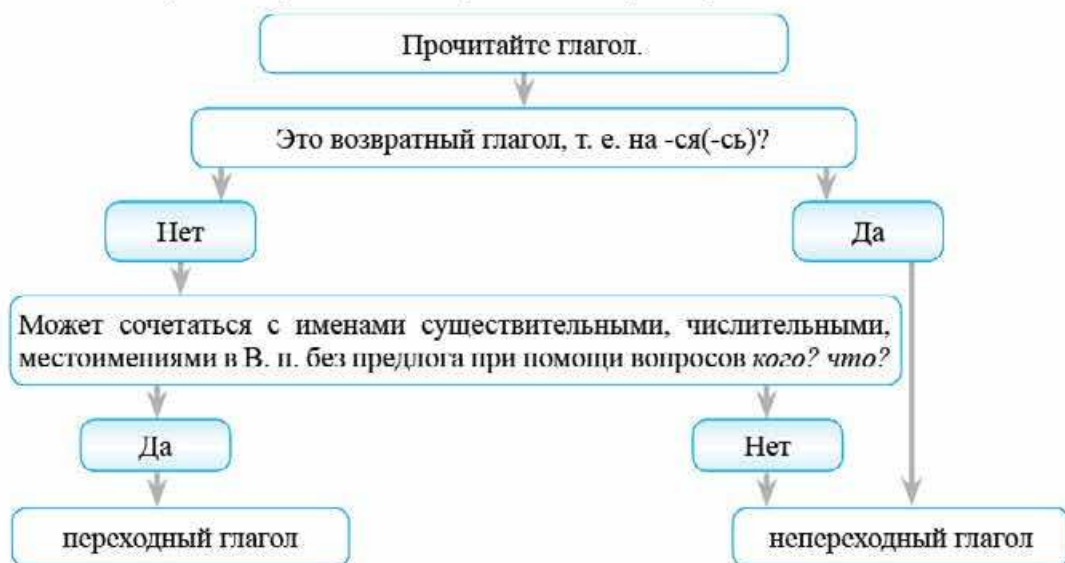 Прочитайте глагол.
Это возвратный глагол, т. е. на -ся(-сь)?
Нет
Да
Может сочетаться с именами существительными, числительными,
местоимениями в В. п. без предлога при помощи вопросов кого? что?
Да
Нет
переходный глагол
непереходный глагол